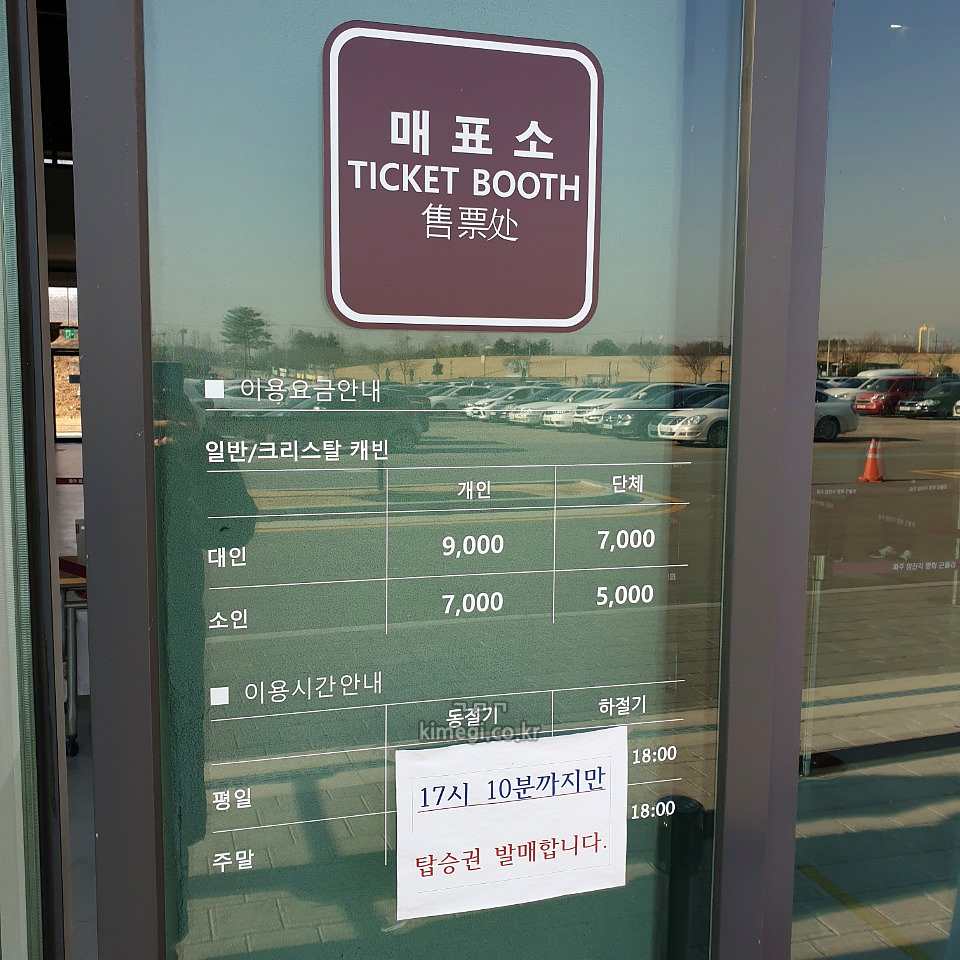 매표소
TICKET BOOTH
售票处
■ 이용요금안내
일반/크리스탈 캐빈
개인 단체
대인 9,000 7,000
소인 7,000 5,000
■ 이용시간안내
동절기 하절기
kimegi.co.kr
평일 18:00
주말 18:00
17시 10분까지만
탑승권 발매합니다.